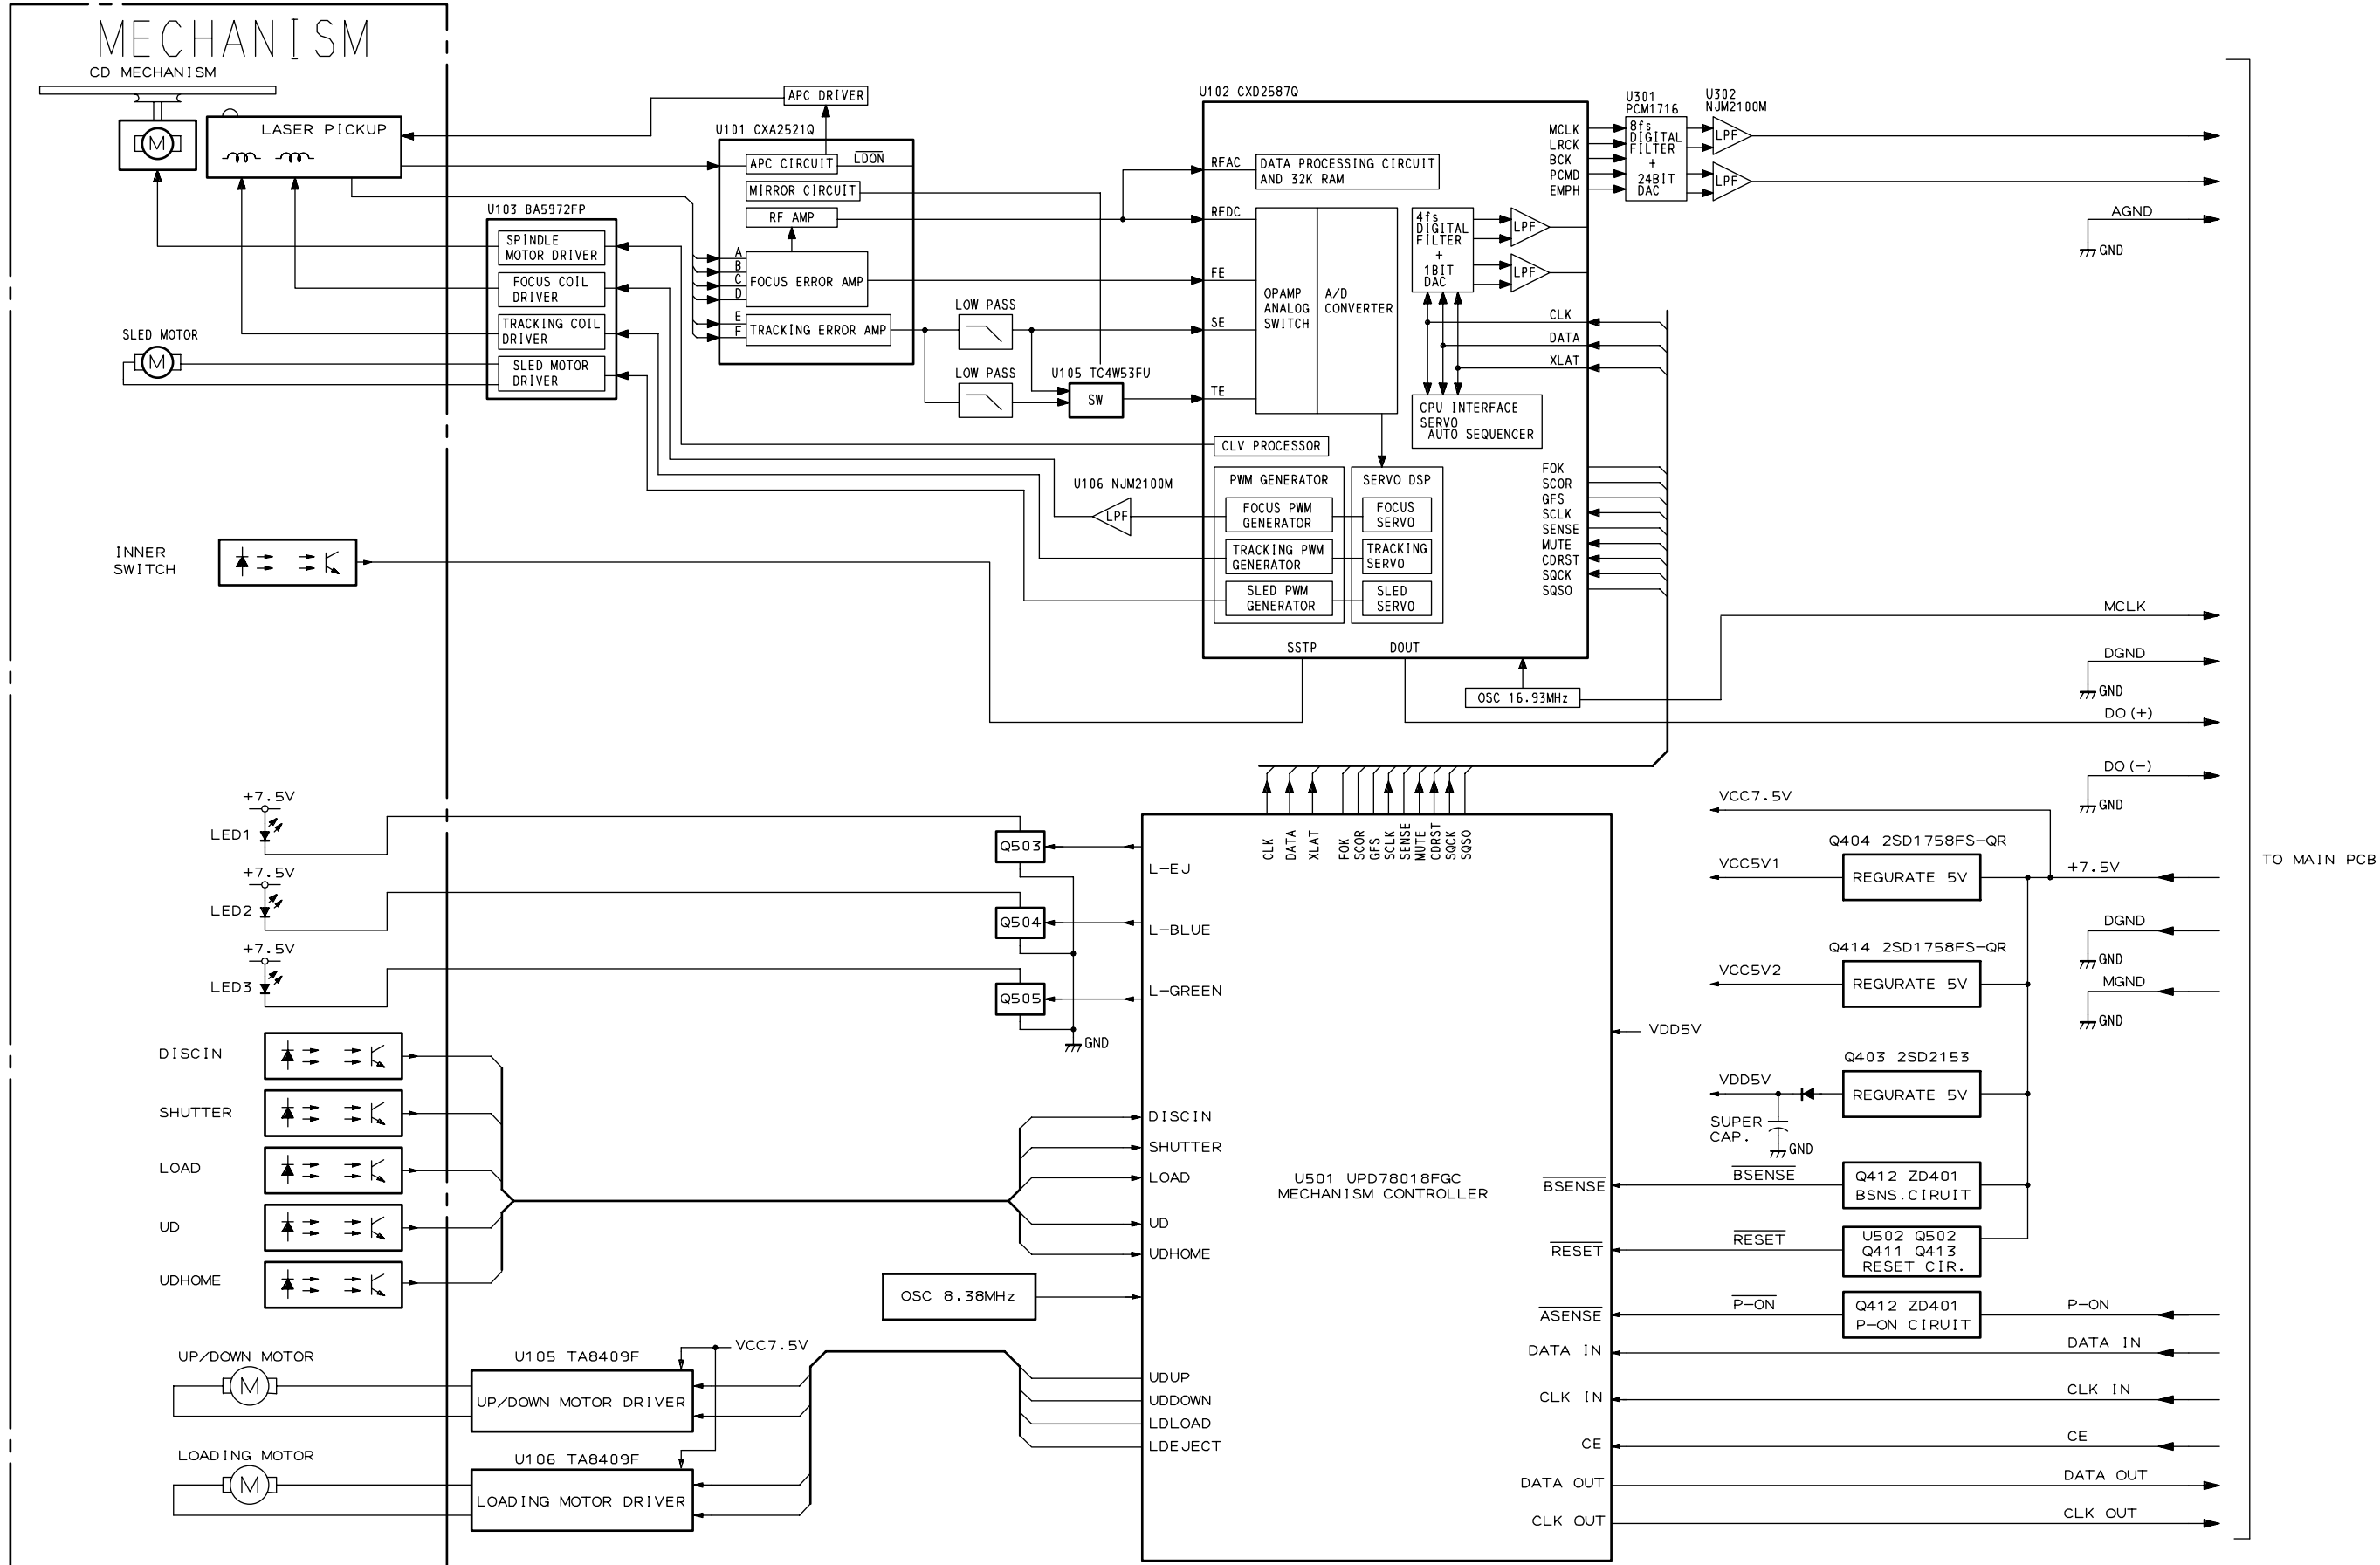 MECHANISM
CD MECHANISM
LASER PICKUP
SLED MOTOR
M
M
INNER
SWITCH
APC DRIVER
U101 CXA2521Q
APC CIRCUIT
LDON
MIRROR CIRCUIT
RF AMP
A
B
C
D
FOCUS ERROR AMP
E
F
TRACKING ERROR AMP
U103 BA5972FP
SPINDLE
MOTOR DRIVER
FOCUS COIL
DRIVER
TRACKING COIL
DRIVER
SLED MOTOR
DRIVER
LOW PASS
LOW PASS
U105 TC4W53FU
SW
U106 NJM2100M
LPF
U102 CXD2587Q
RFAC
DATA PROCESSING CIRCUIT
AND 32K RAM
RFDC
FE
SE
TE
OPAMP
ANALOG
SWITCH
A/D
CONVERTER
4fs
DIGITAL
FILTER
+
1BIT
DAC
LPF
LPF
CPU INTERFACE
SERVO
AUTO SEQUENCER
CLV PROCESSOR
PWM GENERATOR
FOCUS PWM
GENERATOR
TRACKING PWM
GENERATOR
SLED PWM
GENERATOR
SERVO DSP
FOCUS
SERVO
TRACKING
SERVO
SLED
SERVO
MCLK
LRCK
BCK
PCMD
EMPH
CLK
DATA
XLAT
FOK
SCOR
GFS
SCLK
SENSE
MUTE
CDRST
SQCK
SQSO
SSTP
DOUT
OSC 16.93MHz
U301
PCM1716
8fs
DIGITAL
FILTER
+
24BIT
DAC
U302
NJM2100M
LPF
LPF
AGND
GND
MCLK
DGND
GND
DO(+)
DO(-)
GND
TO MAIN PCB
+7.5V
LED1
+7.5V
LED2
+7.5V
LED3
Q503
Q504
Q505
GND
DISCIN
SHUTTER
LOAD
UD
UDHOME
OSC 8.38MHz
UP/DOWN MOTOR
M
U105 TA8409F
UP/DOWN MOTOR DRIVER
VCC7.5V
LOADING MOTOR
M
U106 TA8409F
LOADING MOTOR DRIVER
CLK
DATA
XLAT
FOK
SCOR
GFS
SCLK
SENSE
MUTE
CDRST
SQCK
SQSO
L-EJ
L-BLUE
L-GREEN
DISCIN
SHUTTER
LOAD
UD
UDHOME
UDUP
UDDOWN
LDLOAD
LDEJECT
U501 UPD78018FGC
MECHANISM CONTROLLER
VDD5V
BSENSE
RESET
ASENSE
DATA IN
CLK IN
CE
DATA OUT
CLK OUT
VCC7.5V
Q404 2SD1758FS-QR
VCC5V1
REGURATE 5V
+7.5V
DGND
GND
Q414 2SD1758FS-QR
VCC5V2
REGURATE 5V
MGND
GND
Q403 2SD2153
VDD5V
REGURATE 5V
SUPER
CAP.
GND
BSENSE
Q412 ZD401
BSNS.CIRUIT
RESET
U502 Q502
Q411 Q413
RESET CIR.
P-ON
Q412 ZD401
P-ON CIRUIT
P-ON
DATA IN
CLK IN
CE
DATA OUT
CLK OUT